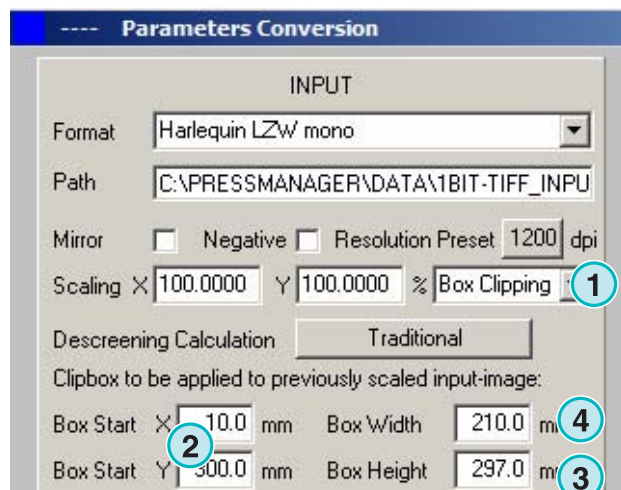 ---- Parameters Conversion
INPUT
Format Harlequin LZW mono
Path C:\PRESSMANAGER\DATA\1BIT-TIFF_INPU
Mirror Negative Resolution Preset 1200 dpi
Scaling X 100.0000 Y 100.0000 % Box Clipping 1
Descreening Calculation Traditional
Clipbox to be applied to previously scaled input-image:
Box Start X 10.0 mm Box Width 210.0 m 4
2
Box Start Y 300.0 mm Box Height 297.0 m 3